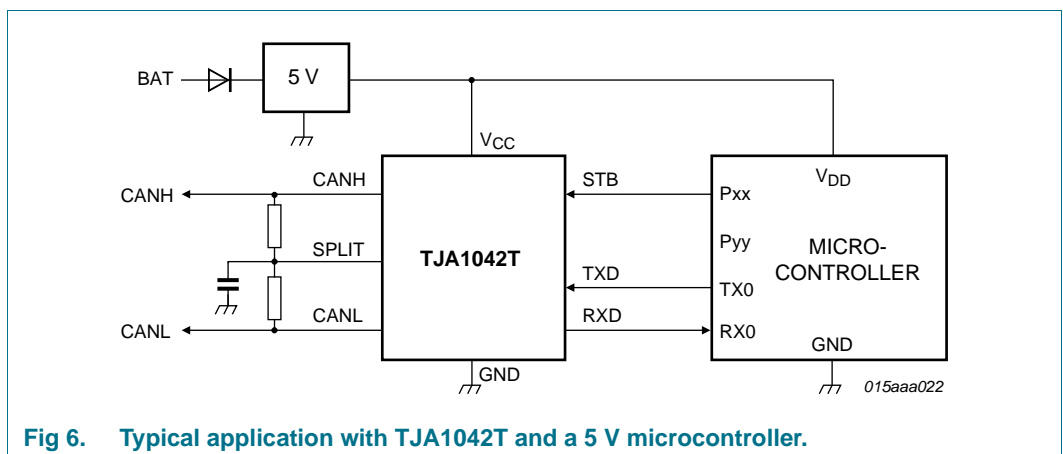 BAT
5 V
VCC
CANH
CANH
STB
Pxx
VDD
Pyy
MICRO-
CONTROLLER
SPLIT
TJA1042T
TXD
TX0
CANL
CANL
RXD
RX0
GND
GND
015aaa022
Fig 6. Typical application with TJA1042T and a 5 V microcontroller.